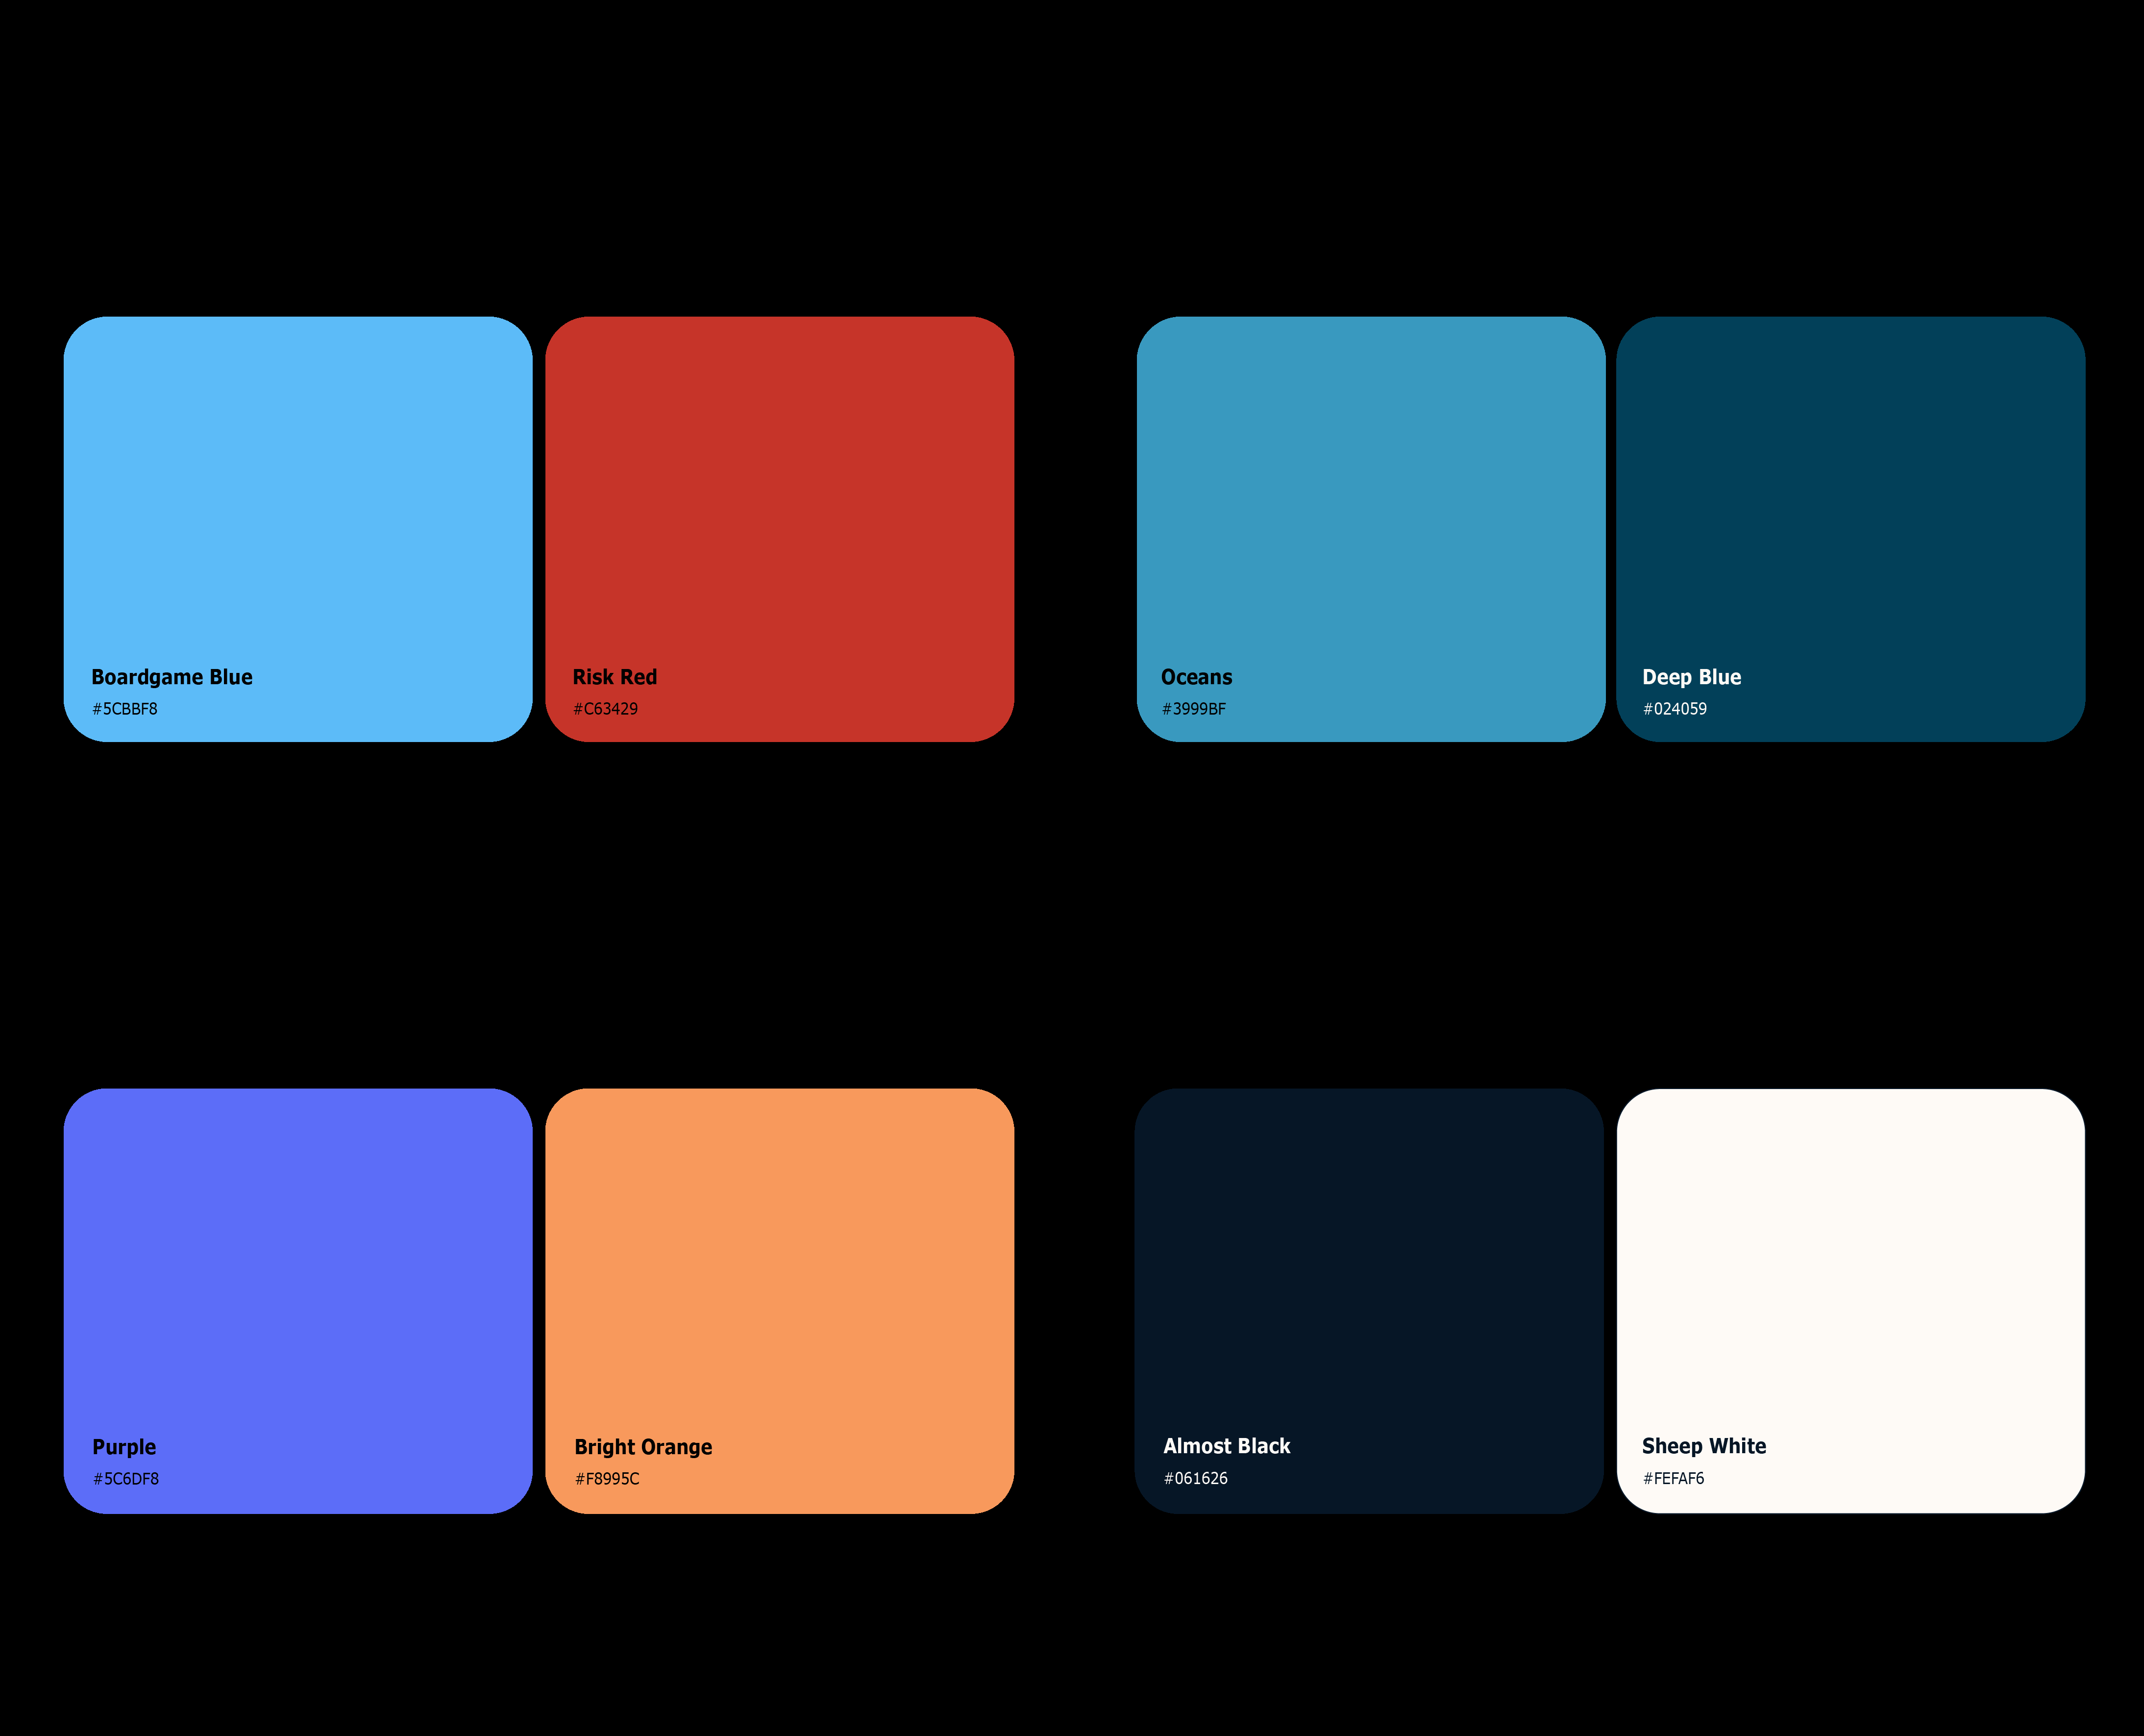 Boardgame Blue
#5CBBF8
Risk Red
#C63429
Oceans
#3999BF
Deep Blue
#024059
Purple
#5C6DF8
Bright Orange
#F8995C
Almost Black
#061626
Sheep White
#FEFAF6